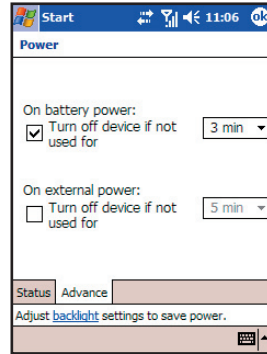 Start 11:06 ok
Power
On battery power:
Turn off device if not
used for
3 min
On external power:
Turn off device if not
used for
5 min
Status Advance
Adjust backlight settings to save power.